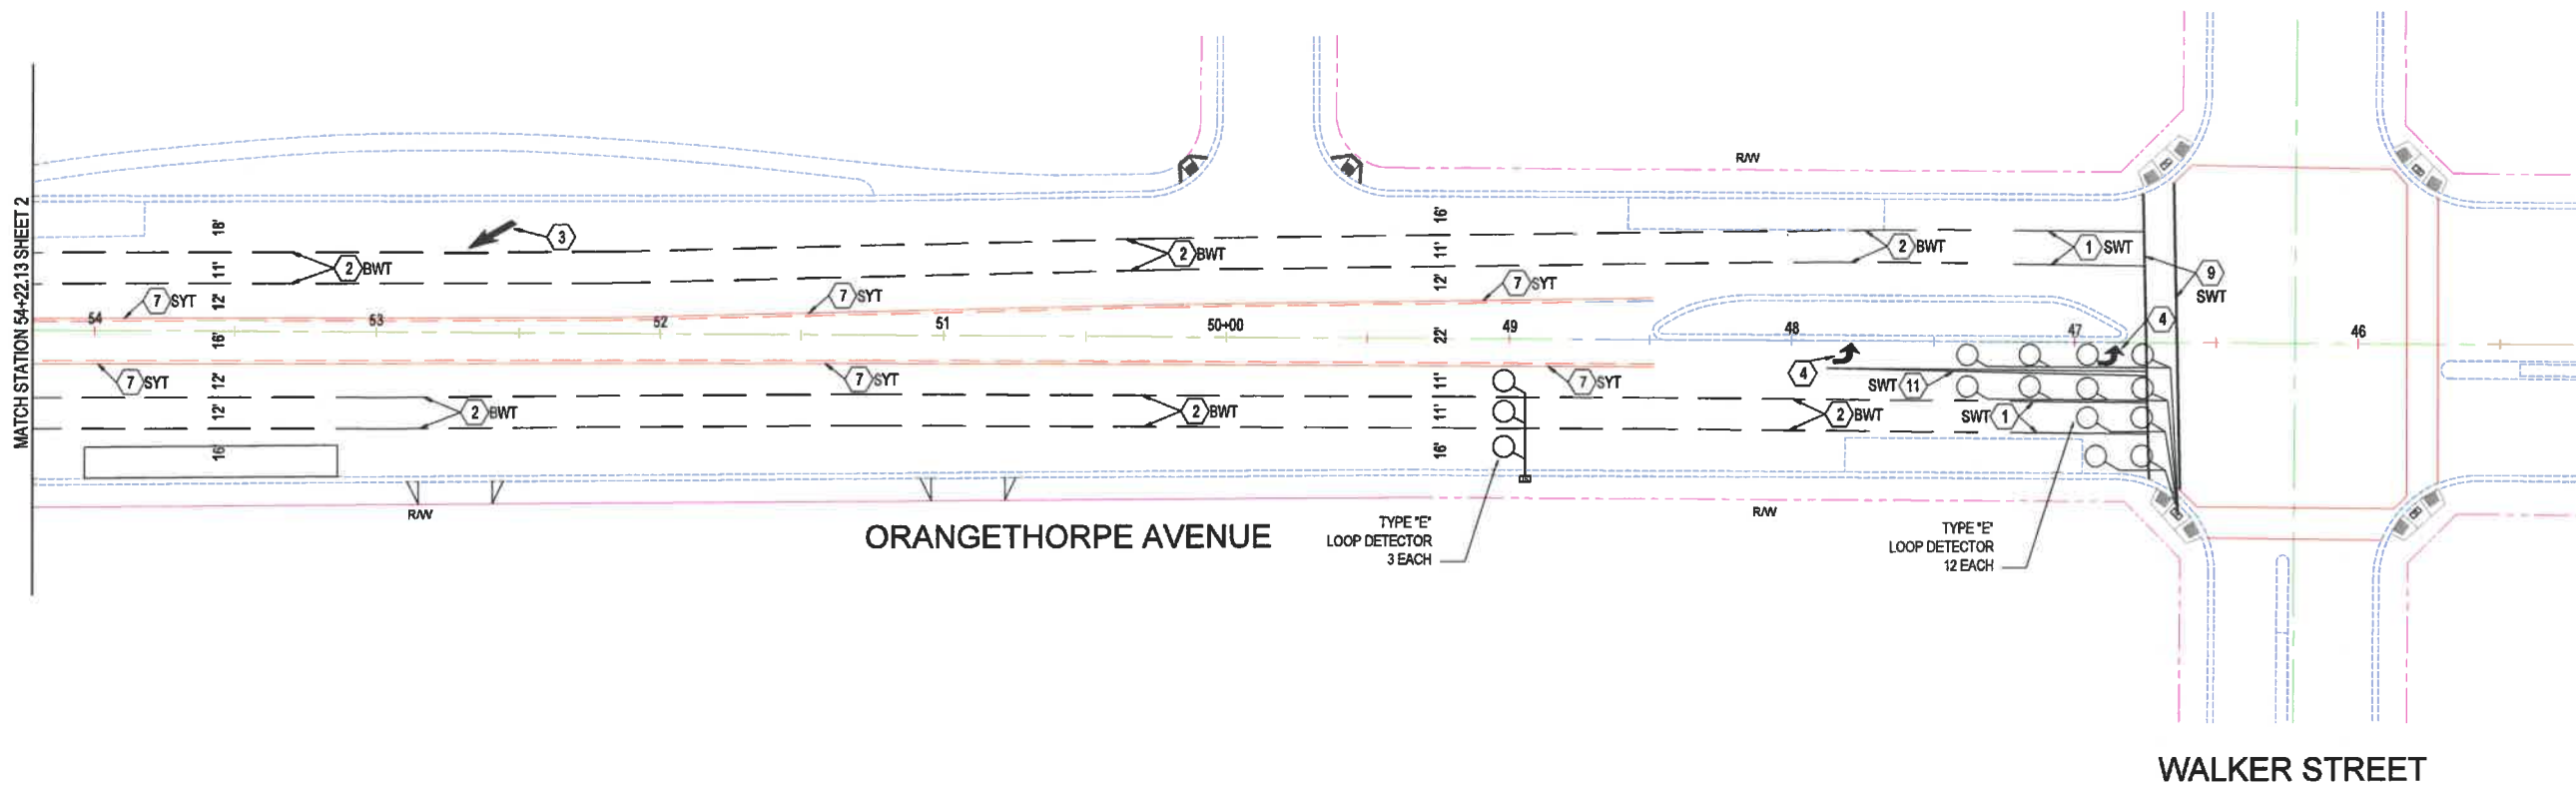 MATCH STATION 54+22.13 SHEET 2
R/W
18'
11'
12'
16'
12'
12'
16'
16'
11'
12'
22'
11'
11'
16'
3
2 BWT
2 BWT
2 BWT
1 SWT
9
SWT
7 SYT
7 SYT
7 SYT
4
54
53
52
51
50+00
49
48
47
46
7 SYT
7 SYT
7 SYT
4
SWT 11
2 BWT
2 BWT
2 BWT
SWT 1
R/W
R/W
ORANGETHORPE AVENUE
TYPE "E"
LOOP DETECTOR
3 EACH
TYPE "E"
LOOP DETECTOR
12 EACH
WALKER STREET